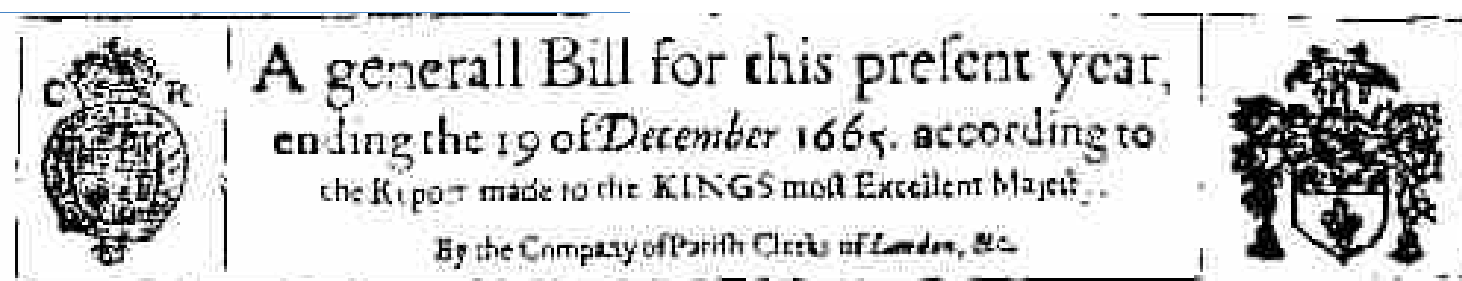 C R
A generall Bill for this preſent year,
ending the 19 of December 1665. according to
the Report made to the KINGS moſt Excellent Majeſt
By the Company of Pariſh Clerks of London, &c.